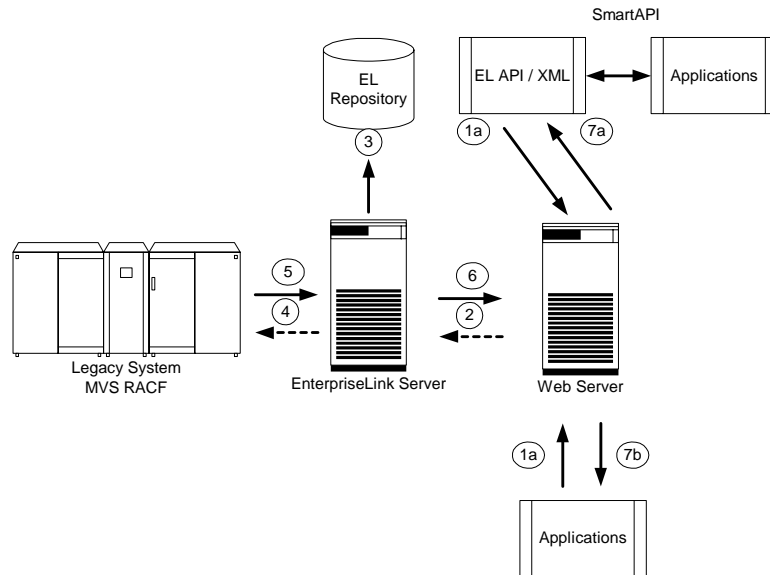 SmartAPI
EL
Repository
EL API / XML
Applications
3
1a
7a
5
4
6
2
Legacy System
MVS RACF
EnterpriseLink Server
Web Server
1a
7b
Applications